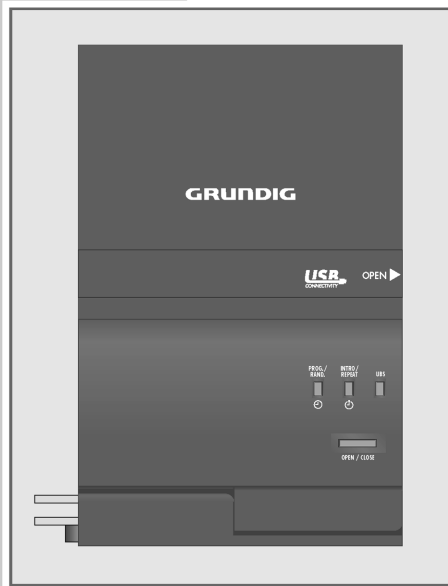 GRUNDIG
USB
CONNECTIVITY
OPEN
PROG./
RAND.
INTRO/
REPEAT
UBS
OPEN / CLOSE